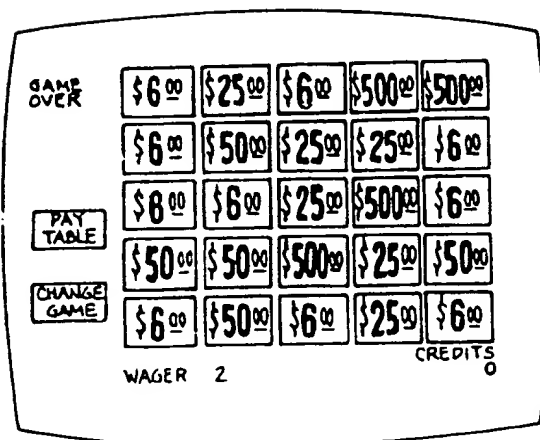 GAME OVER
$6.00 $25.00 $6.00 $500.00 $500.00
$6.00 $50.00 $25.00 $25.00 $6.00
$8.00 $6.00 $25.00 $500.00 $6.00
PAY TABLE
$50.00 $50.00 $500.00 $25.00 $50.00
CHANGE GAME
$6.00 $50.00 $6.00 $25.00 $6.00
CREDITS
WAGER 2 0